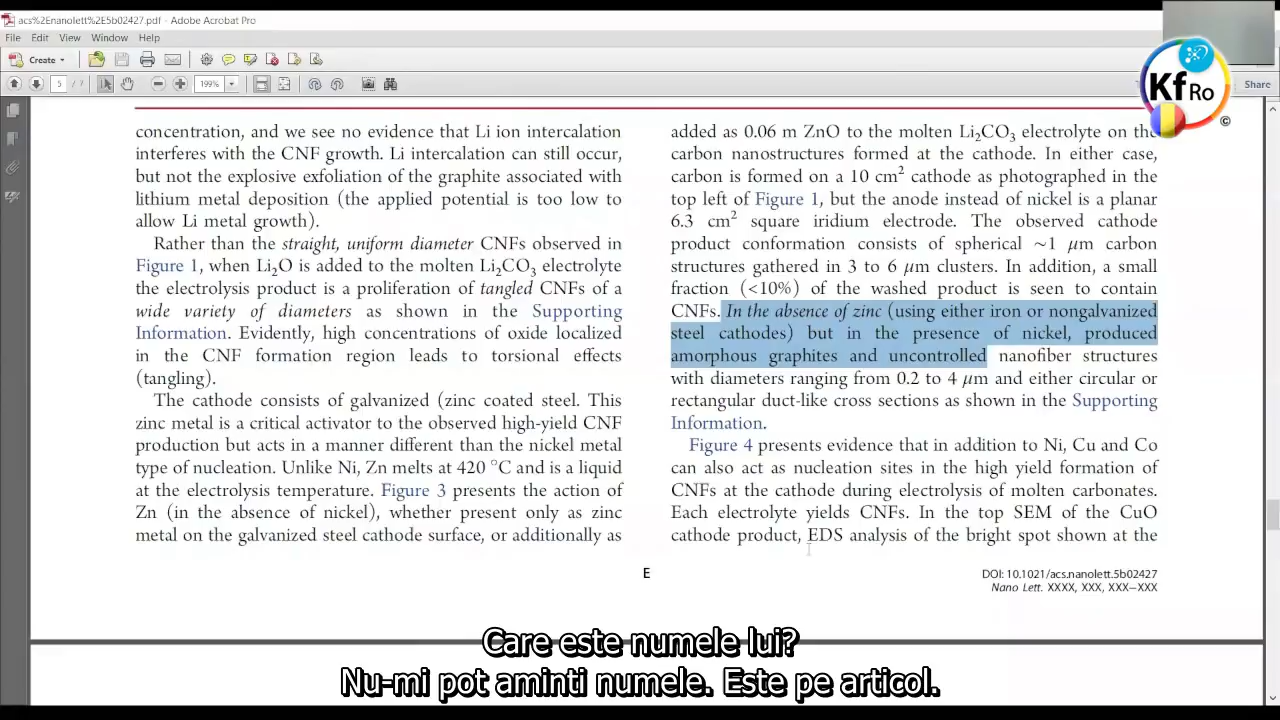 acs%2Enanolett%2E5b02427.pdf - Adobe Acrobat Pro
File Edit View Window Help
Create
Kf Ro
©
5 / 7
199%
Share
concentration, and we see no evidence that Li ion intercalation
interferes with the CNF growth. Li intercalation can still occur,
but not the explosive exfoliation of the graphite associated with
lithium metal deposition (the applied potential is too low to
allow Li metal growth).
Rather than the straight, uniform diameter CNFs observed in
Figure 1, when Li₂O is added to the molten Li₂CO₃ electrolyte
the electrolysis product is a proliferation of tangled CNFs of a
wide variety of diameters as shown in the Supporting
Information. Evidently, high concentrations of oxide localized
in the CNF formation region leads to torsional effects
(tangling).
The cathode consists of galvanized (zinc coated steel. This
zinc metal is a critical activator to the observed high-yield CNF
production but acts in a manner different than the nickel metal
type of nucleation. Unlike Ni, Zn melts at 420 °C and is a liquid
at the electrolysis temperature. Figure 3 presents the action of
Zn (in the absence of nickel), whether present only as zinc
metal on the galvanized steel cathode surface, or additionally as
added as 0.06 m ZnO to the molten Li₂CO₃ electrolyte on the
carbon nanostructures formed at the cathode. In either case,
carbon is formed on a 10 cm² cathode as photographed in the
top left of Figure 1, but the anode instead of nickel is a planar
6.3 cm² square iridium electrode. The observed cathode
product conformation consists of spherical ∼1 μm carbon
structures gathered in 3 to 6 μm clusters. In addition, a small
fraction (<10%) of the washed product is seen to contain
CNFs. In the absence of zinc (using either iron or nongalvanized
steel cathodes) but in the presence of nickel, produced
amorphous graphites and uncontrolled nanofiber structures
with diameters ranging from 0.2 to 4 μm and either circular or
rectangular duct-like cross sections as shown in the Supporting
Information.
Figure 4 presents evidence that in addition to Ni, Cu and Co
can also act as nucleation sites in the high yield formation of
CNFs at the cathode during electrolysis of molten carbonates.
Each electrolyte yields CNFs. In the top SEM of the CuO
cathode product, EDS analysis of the bright spot shown at the
E
DOI: 10.1021/acs.nanolett.5b02427
Nano Lett. XXXX, XXX, XXX−XXX
Care este numele lui?
Nu-mi pot aminti numele. Este pe articol.